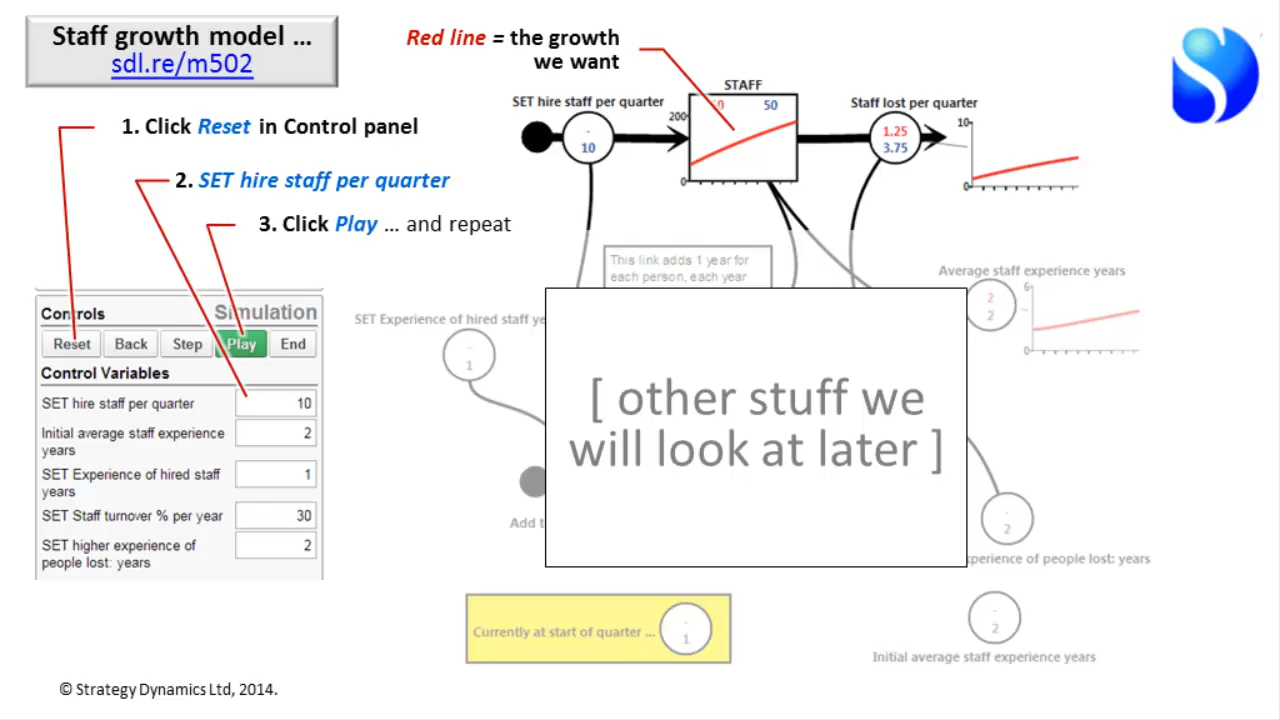 Staff growth model ...
sdl.re/m502
Red line = the growth
we want
1. Click Reset in Control panel
2. SET hire staff per quarter
3. Click Play ... and repeat
SET hire staff per quarter
-
10
STAFF
200
0
50
Staff lost per quarter
1.25
3.75
10
0
This link adds 1 year for
each person, each year
Average staff experience years
2
2
6
0
SET Experience of hired staff ye
-
1
Controls
Simulation
Reset Back Step Play End
Control Variables
SET hire staff per quarter 10
Initial average staff experience
years 2
SET Experience of hired staff
years 1
SET Staff turnover % per year 30
SET higher experience of
people lost: years 2
[ other stuff we
will look at later ]
Add t
-
2
xperience of people lost: years
Currently at start of quarter ...
-
1
-
2
Initial average staff experience years
© Strategy Dynamics Ltd, 2014.